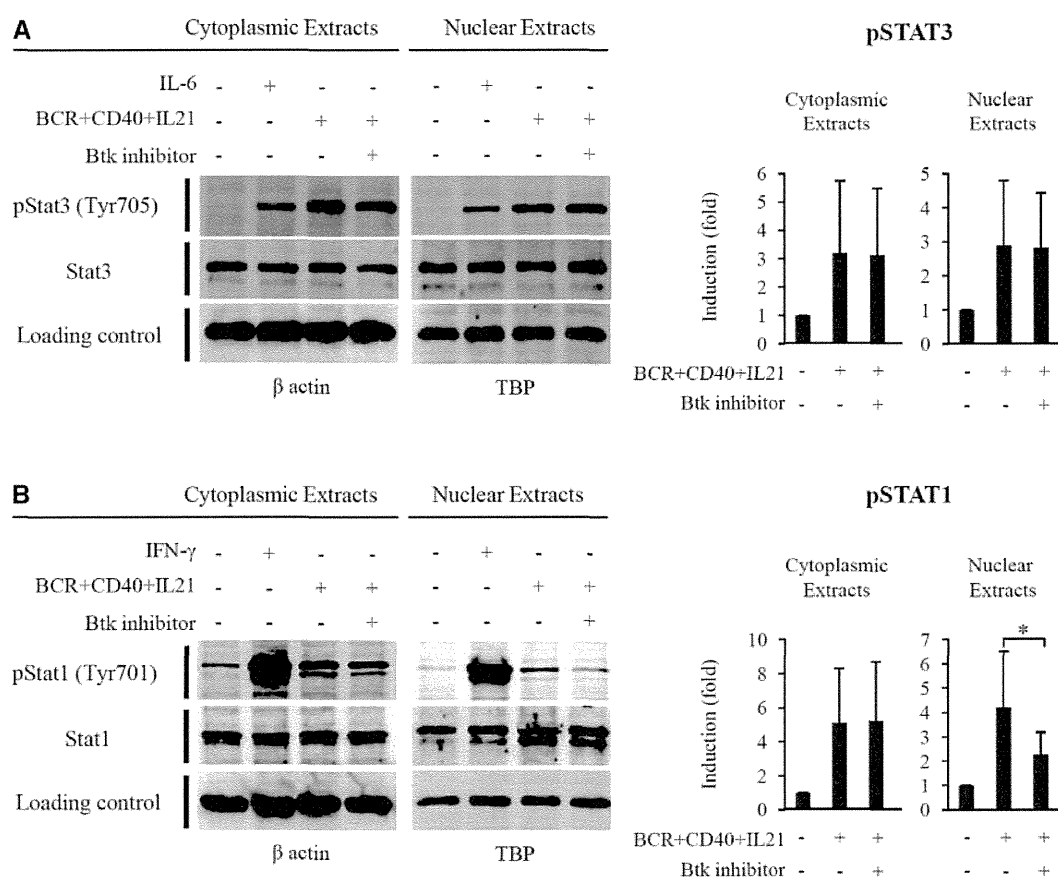 A
Cytoplasmic Extracts Nuclear Extracts
IL-6 - + - - - + - -
BCR+CD40+IL21 - - + + - - + +
Btk inhibitor - - - + - - - +
pStat3 (Tyr705)
Stat3
Loading control
β actin TBP
pSTAT3
Cytoplasmic Extracts
Nuclear Extracts
Induction (fold)
6
5
4
3
2
1
0
5
4
3
2
1
0
BCR+CD40+IL21 - + + - + +
Btk inhibitor - - + - - +
B
Cytoplasmic Extracts Nuclear Extracts
IFN-γ - + - - - + - -
BCR+CD40+IL21 - - + + - - + +
Btk inhibitor - - - + - - - +
pStat1 (Tyr701)
Stat1
Loading control
β actin TBP
pSTAT1
Cytoplasmic Extracts
Nuclear Extracts
Induction (fold)
10
8
6
4
2
0
7
6
5
4
3
2
1
0
*
BCR+CD40+IL21 - + + - + +
Btk inhibitor - - + - - +